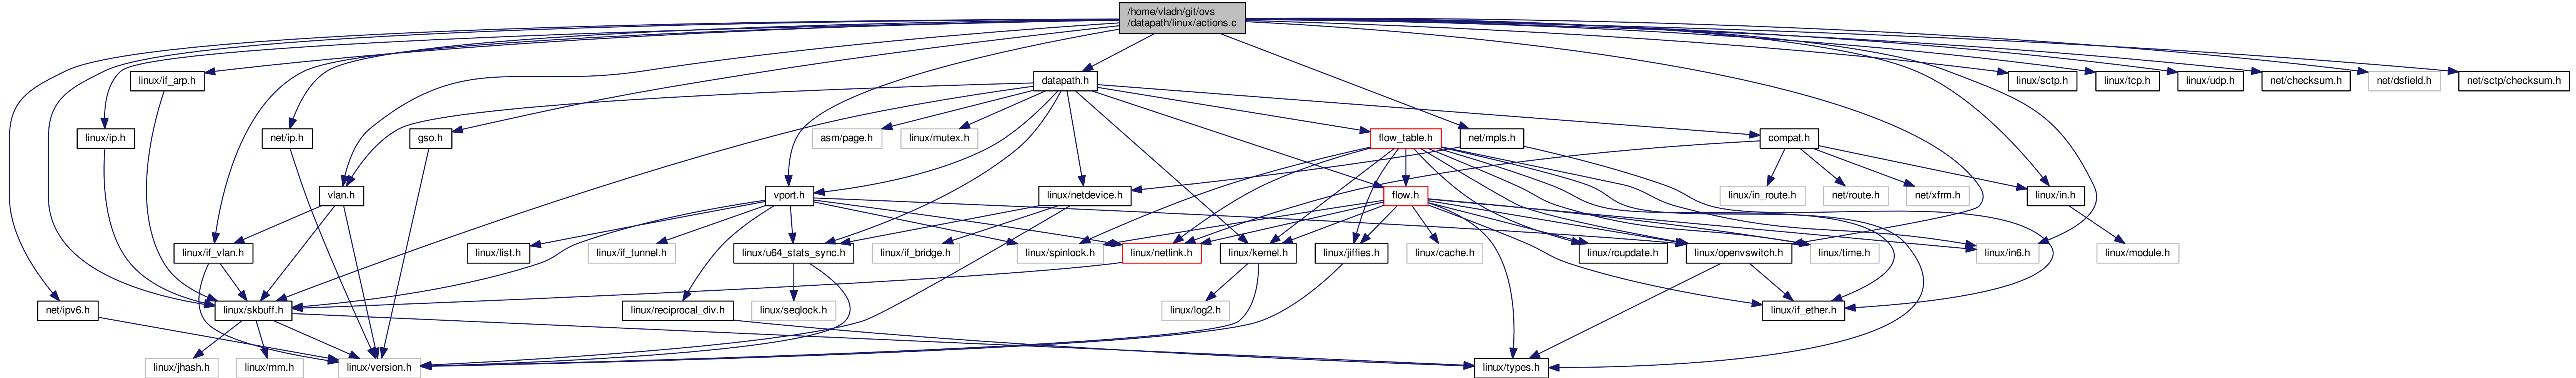 /home/vladn/git/ovs
/datapath/linux/actions.c
linux/if_arp.h
datapath.h
linux/sctp.h
linux/tcp.h
linux/udp.h
net/checksum.h
net/dsfield.h
net/sctp/checksum.h
linux/ip.h
net/ip.h
gso.h
asm/page.h
linux/mutex.h
flow_table.h
net/mpls.h
compat.h
vlan.h
vport.h
linux/netdevice.h
flow.h
linux/in_route.h
net/route.h
net/xfrm.h
linux/in.h
linux/if_vlan.h
linux/list.h
linux/if_tunnel.h
linux/u64_stats_sync.h
linux/if_bridge.h
linux/spinlock.h
linux/netlink.h
linux/kernel.h
linux/jiffies.h
linux/cache.h
linux/rcupdate.h
linux/openvswitch.h
linux/time.h
linux/in6.h
linux/module.h
net/ipv6.h
linux/skbuff.h
linux/reciprocal_div.h
linux/seqlock.h
linux/log2.h
linux/if_ether.h
linux/jhash.h
linux/mm.h
linux/version.h
linux/types.h